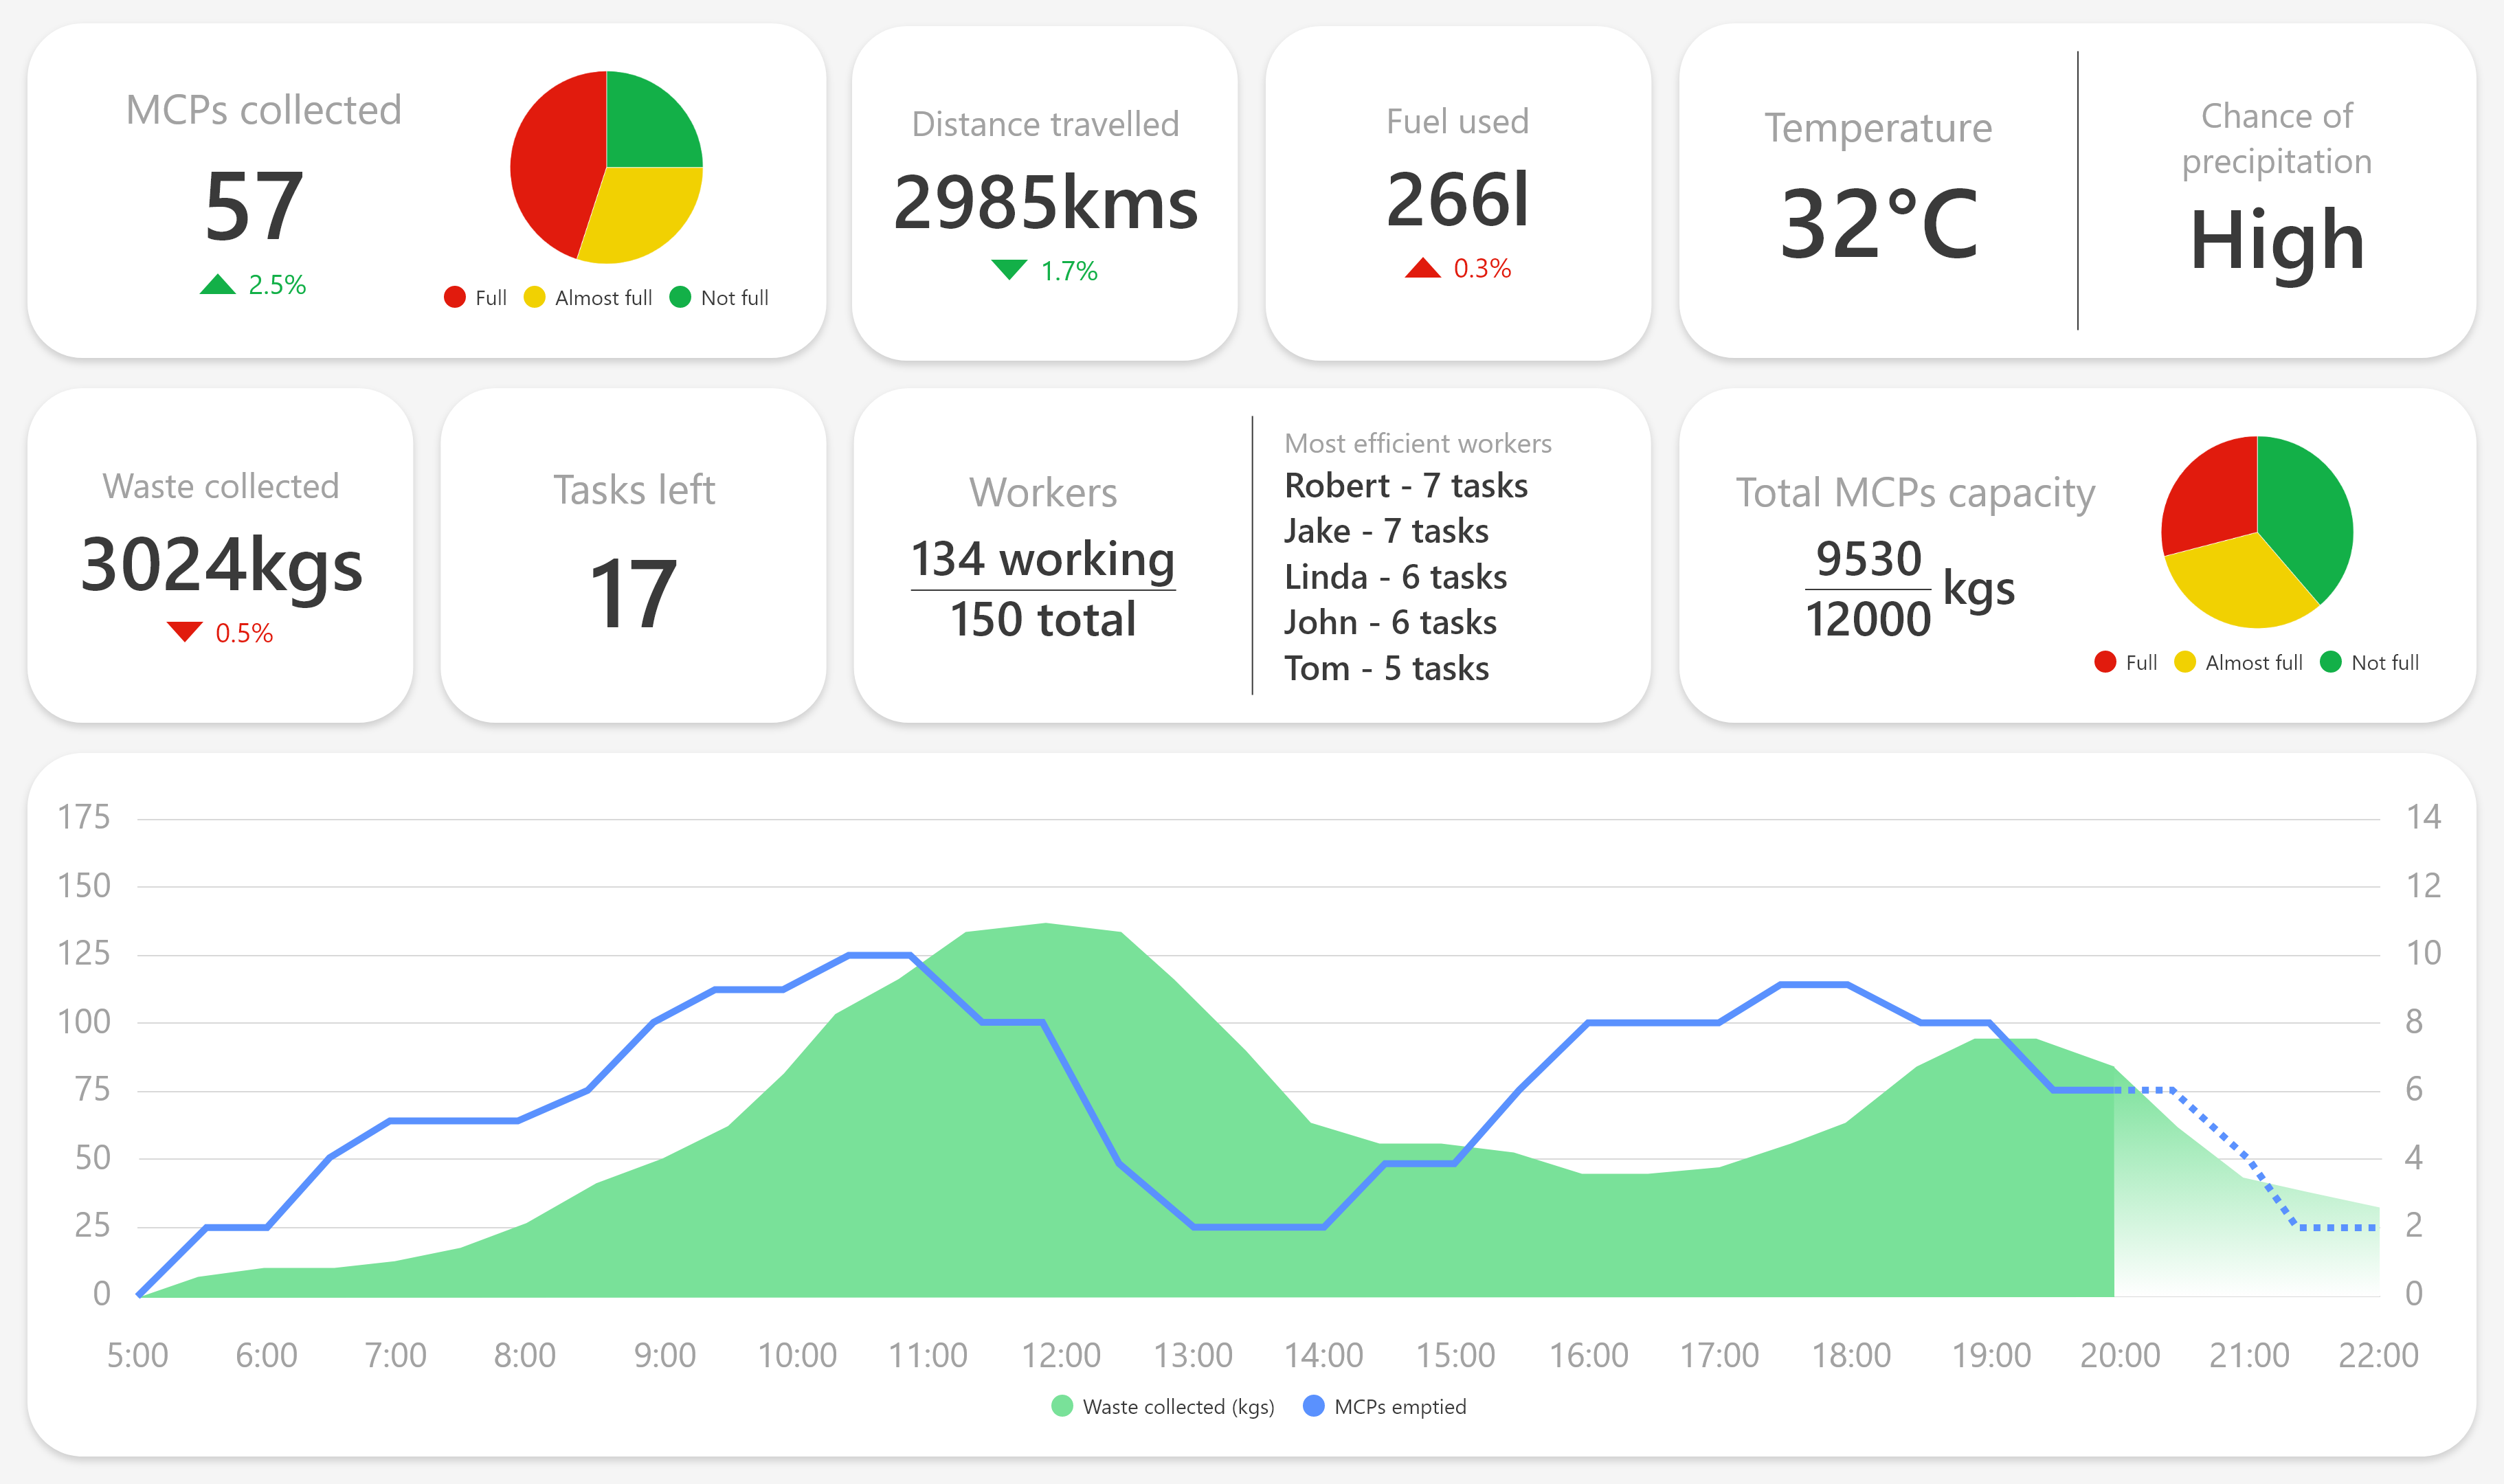 MCPs collected
57
2.5%
Full Almost full Not full
Distance travelled
2985kms
1.7%
Fuel used
266l
0.3%
Temperature
32°C
Chance of
precipitation
High
Waste collected
3024kgs
0.5%
Tasks left
17
Workers
134 working
150 total
Most efficient workers
Robert - 7 tasks
Jake - 7 tasks
Linda - 6 tasks
John - 6 tasks
Tom - 5 tasks
Total MCPs capacity
9530
12000
kgs
Full Almost full Not full
175 14
150 12
125 10
100 8
75 6
50 4
25 2
0 0
5:00 6:00 7:00 8:00 9:00 10:00 11:00 12:00 13:00 14:00 15:00 16:00 17:00 18:00 19:00 20:00 21:00 22:00
Waste collected (kgs) MCPs emptied